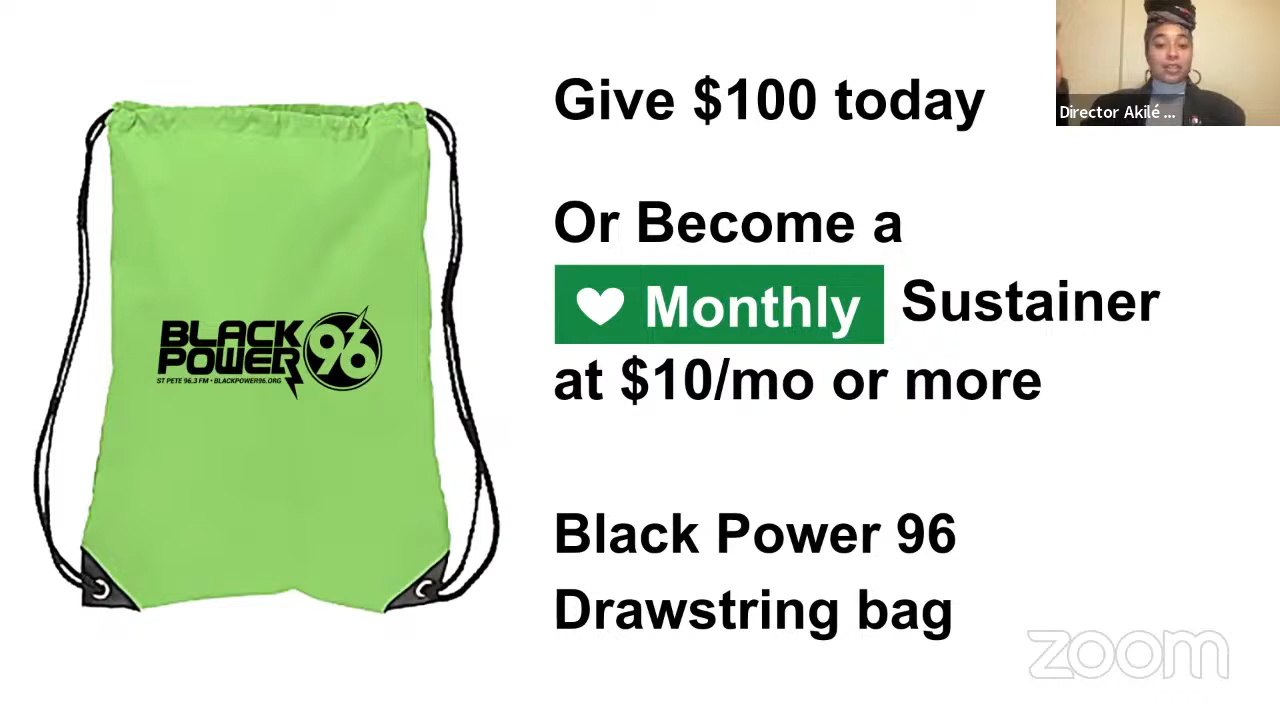 Give $100 today
Director Akilé ...
Or Become a
Monthly Sustainer
at $10/mo or more
BLACK
POWER 96
ST PETE 96.3 FM • BLACKPOWER96.ORG
Black Power 96
Drawstring bag
zoom